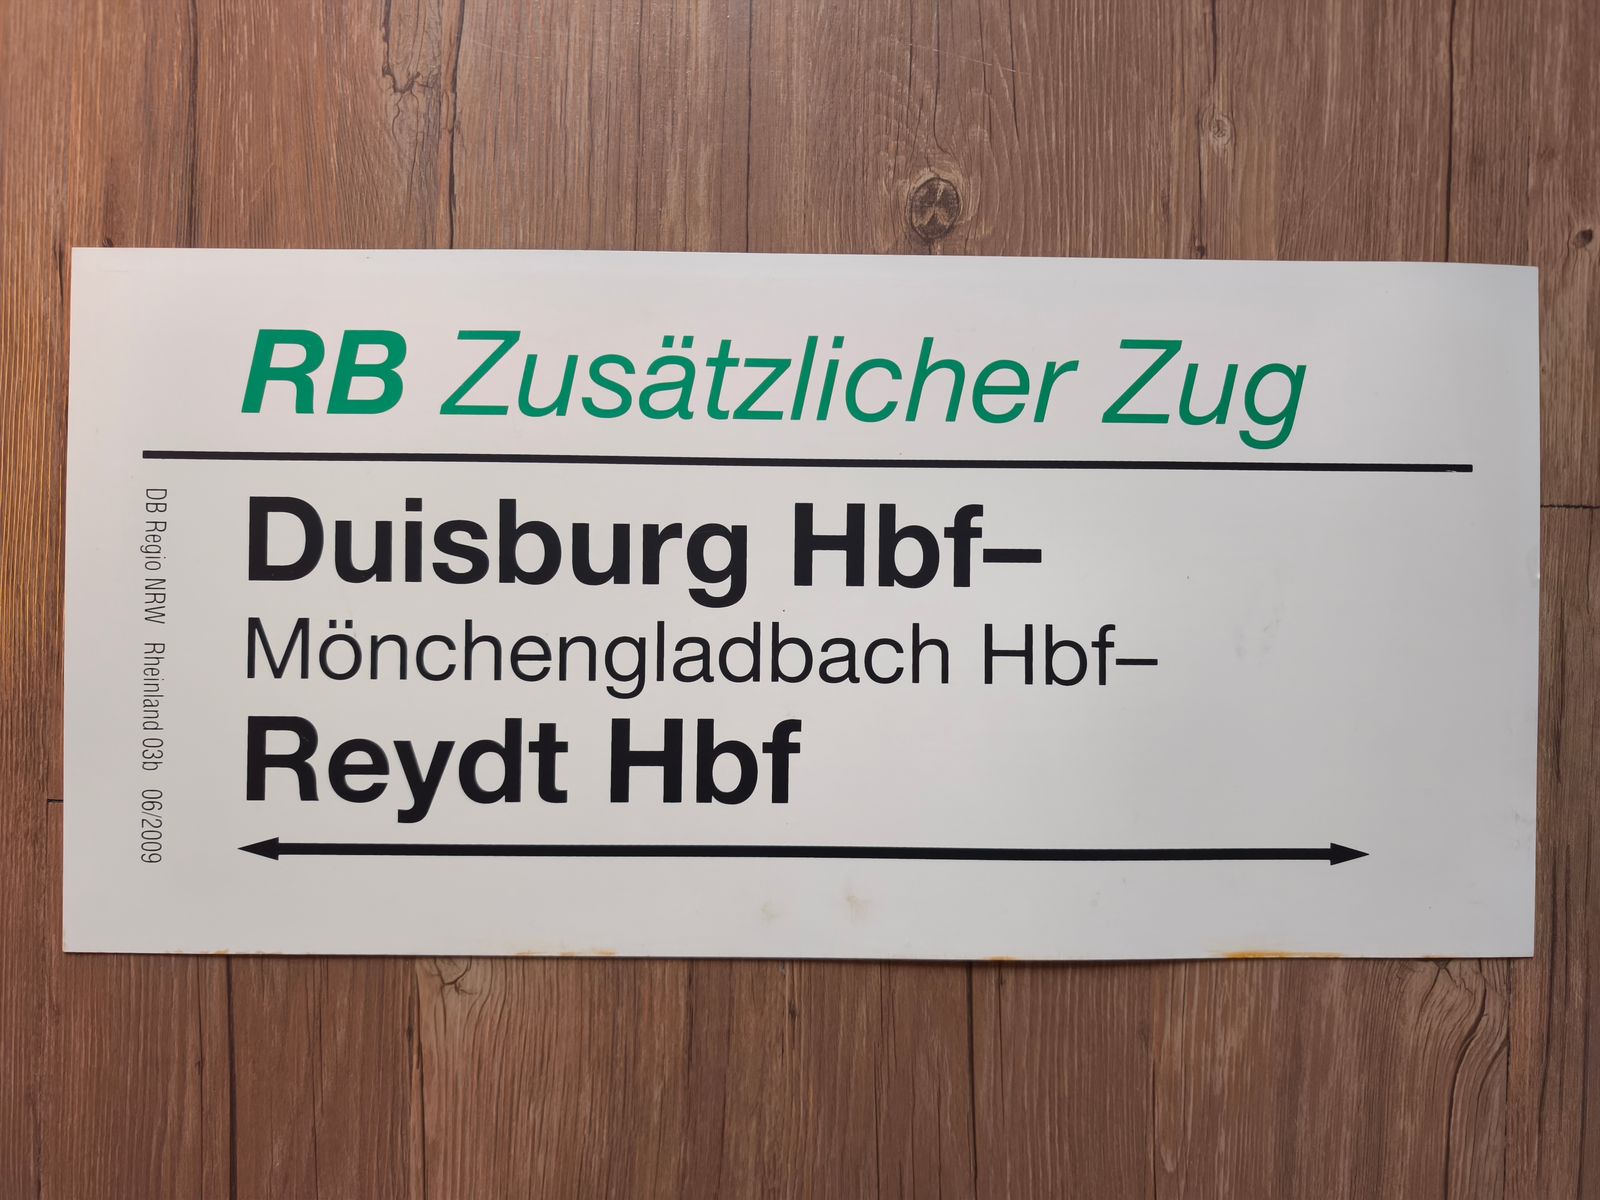 RB Zusätzlicher Zug
Duisburg Hbf–
Mönchengladbach Hbf–
Reydt Hbf
DB Regio NRW Rheinland 03b 06/2009